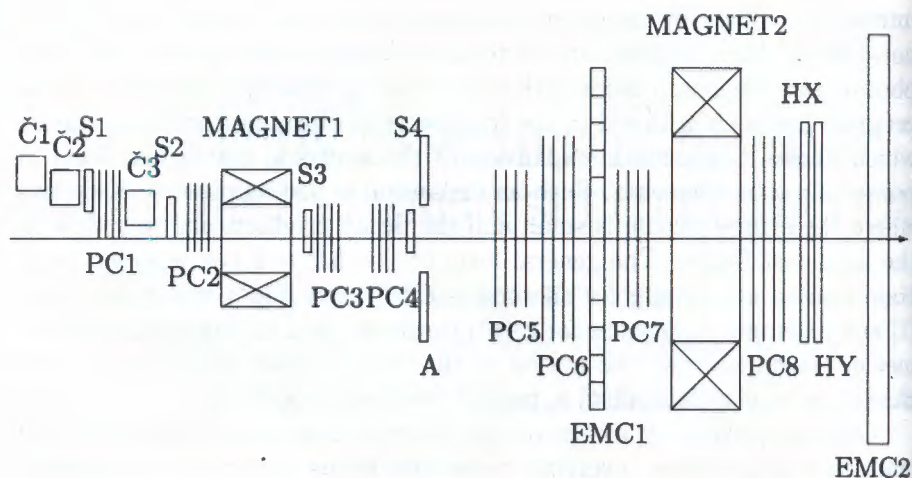 MAGNET2
HX
Č1
Č2
S1
S2
Č3
MAGNET1
S3
S4
PC1
PC2
PC3
PC4
A
PC5
PC6
PC7
PC8
HY
EMC1
EMC2